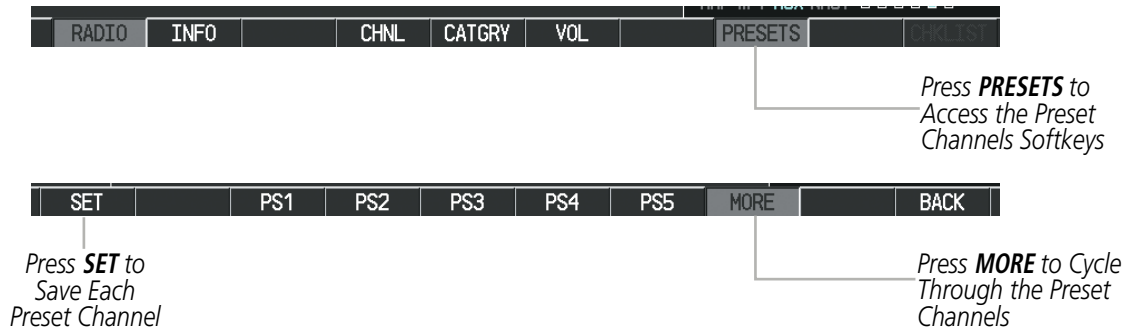 RADIO INFO CHNL CATGRY VOL PRESETS CHKLIST
Press PRESETS to
Access the Preset
Channels Softkeys
SET PS1 PS2 PS3 PS4 PS5 MORE BACK
Press SET to
Save Each
Preset Channel
Press MORE to Cycle
Through the Preset
Channels